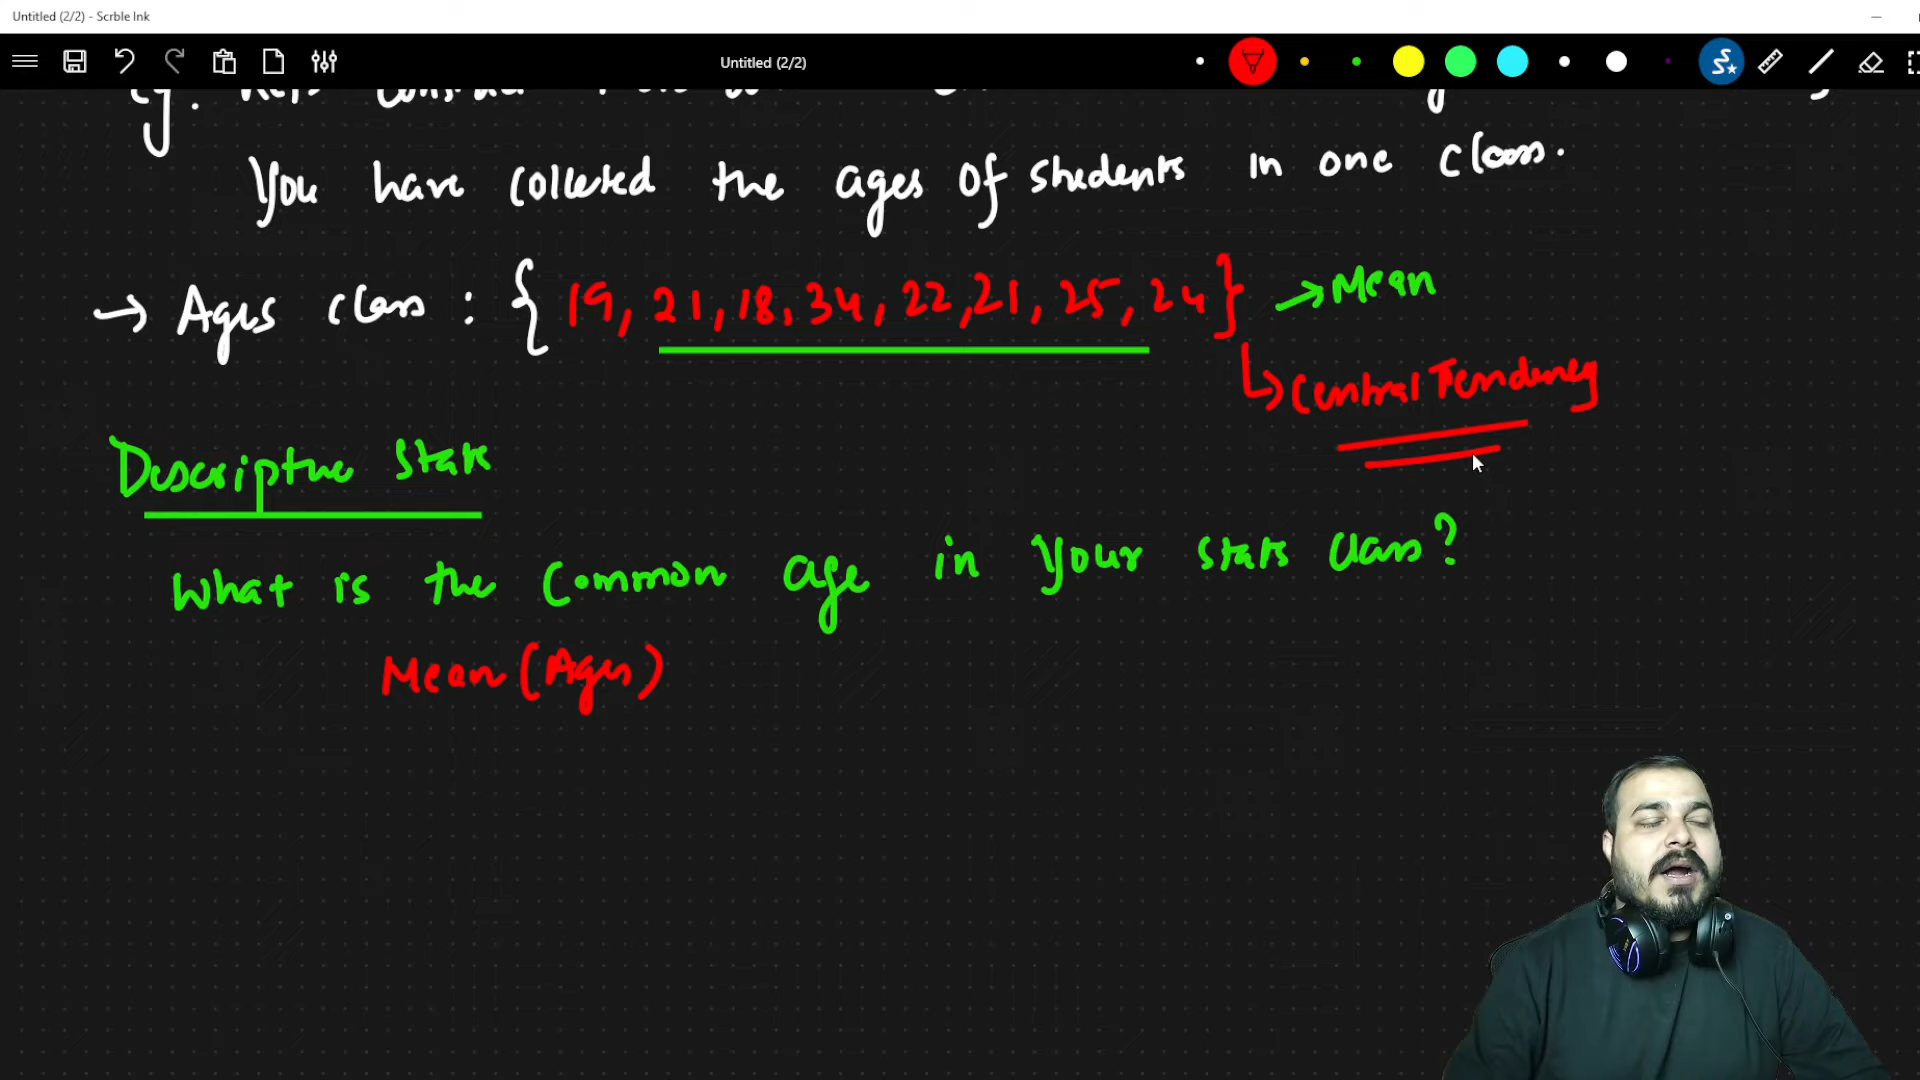 Untitled (2/2) - Scrble Ink
Untitled (2/2)
You have collected the ages of students in one class.
→ Ages class : { 19, 21, 18, 34, 22, 21, 25, 24 } → Mean
↳ Central Tendency
Descriptive Stats
What is the Common age in your stats class?
Mean (Ages)